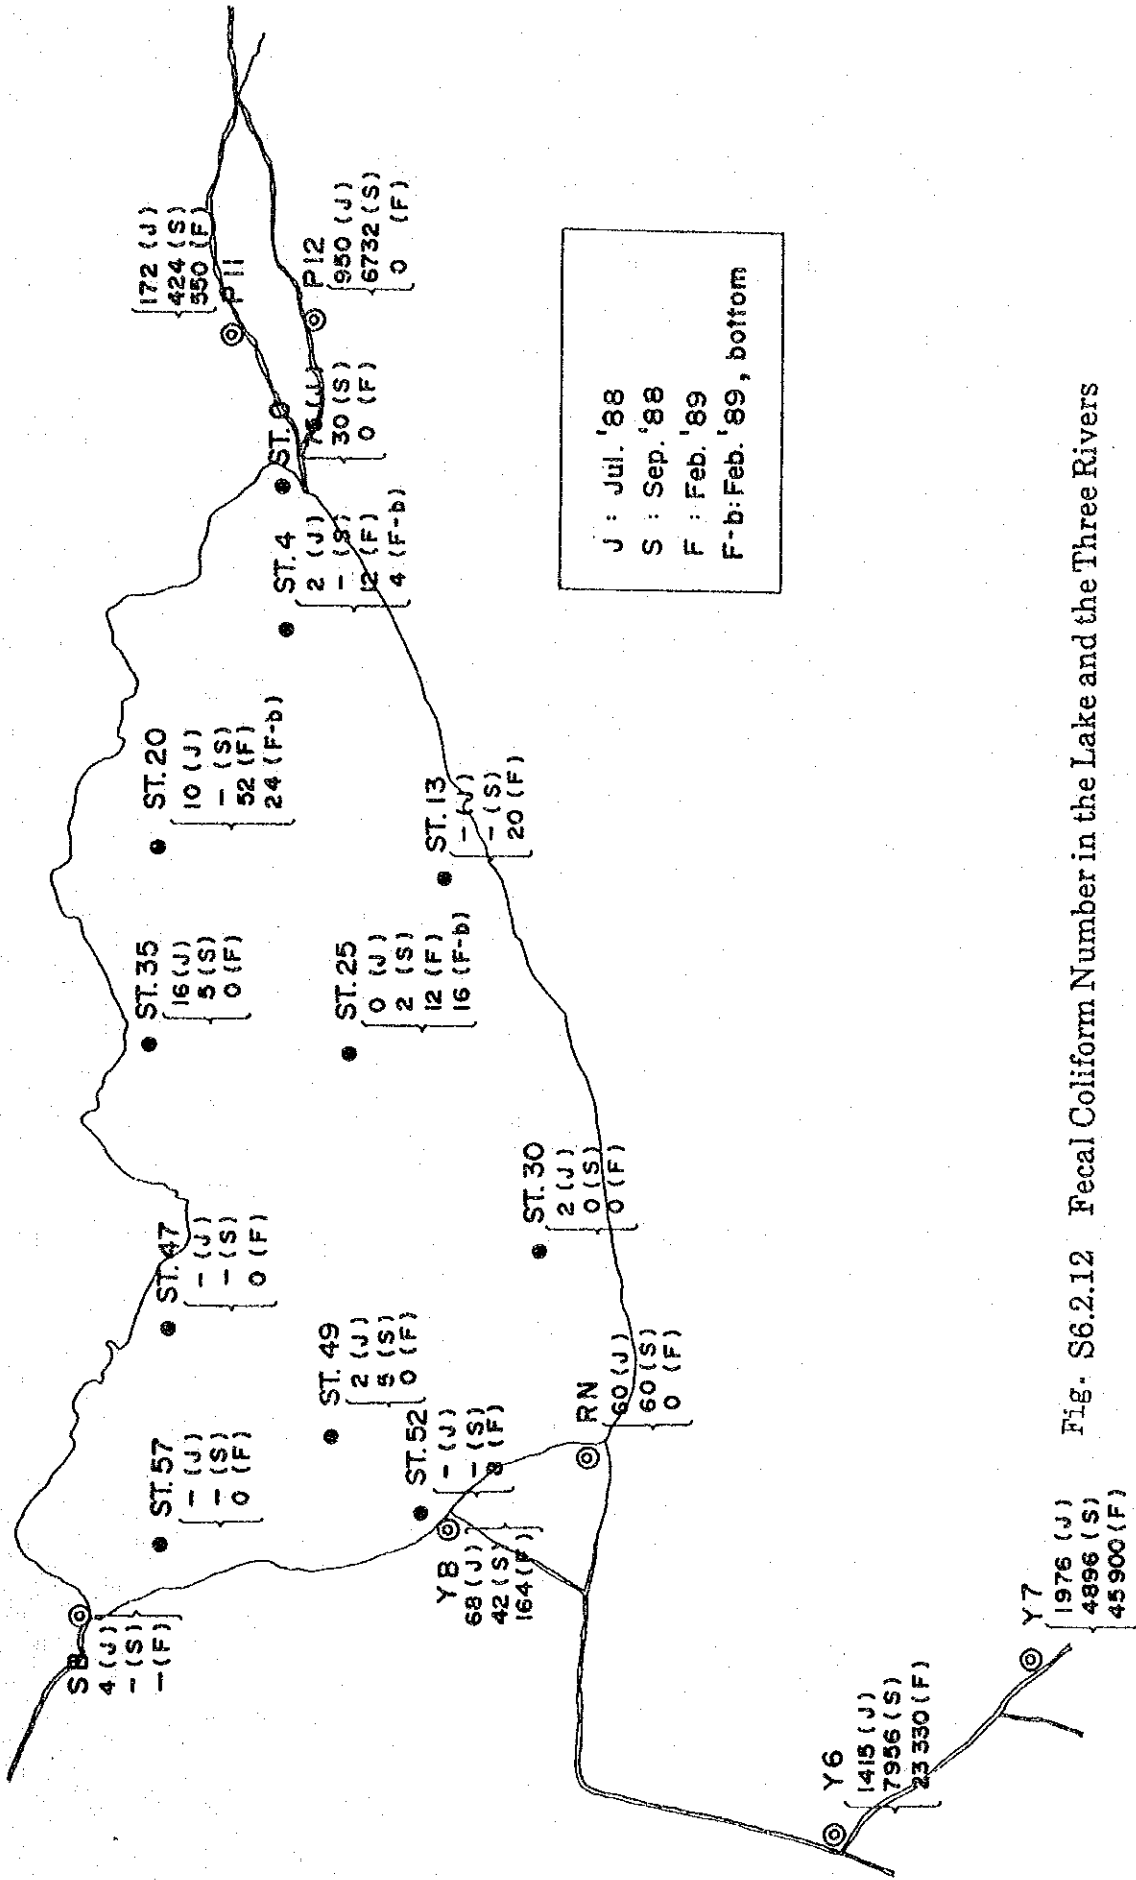 SB
4 (J)
- (S)
- (F)
ST. 57
- (J)
- (S)
0 (F)
ST. 47
- (J)
- (S)
0 (F)
ST. 35
16 (J)
5 (S)
0 (F)
ST. 20
10 (J)
- (S)
52 (F)
24 (F-b)
ST. 4
2 (J)
- (S)
12 (F)
4 (F-b)
ST.
(J)
30 (S)
0 (F)
172 (J)
424 (S)
550 (F)
P11
P12
950 (J)
6732 (S)
0 (F)
ST. 49
2 (J)
5 (S)
0 (F)
ST. 25
0 (J)
2 (S)
12 (F)
16 (F-b)
ST. 13
- (J)
- (S)
20 (F)
ST. 52
- (J)
- (S)
(F)
YB
68 (J)
42 (S)
164 (F)
RN
60 (J)
60 (S)
0 (F)
ST. 30
2 (J)
0 (S)
0 (F)
Y6
1415 (J)
7956 (S)
23 330 (F)
Y7
1976 (J)
4896 (S)
45900 (F)
J : Jul. '88
S : Sep. '88
F : Feb. '89
F-b: Feb. '89, bottom
Fig. S6.2.12 Fecal Coliform Number in the Lake and the Three Rivers